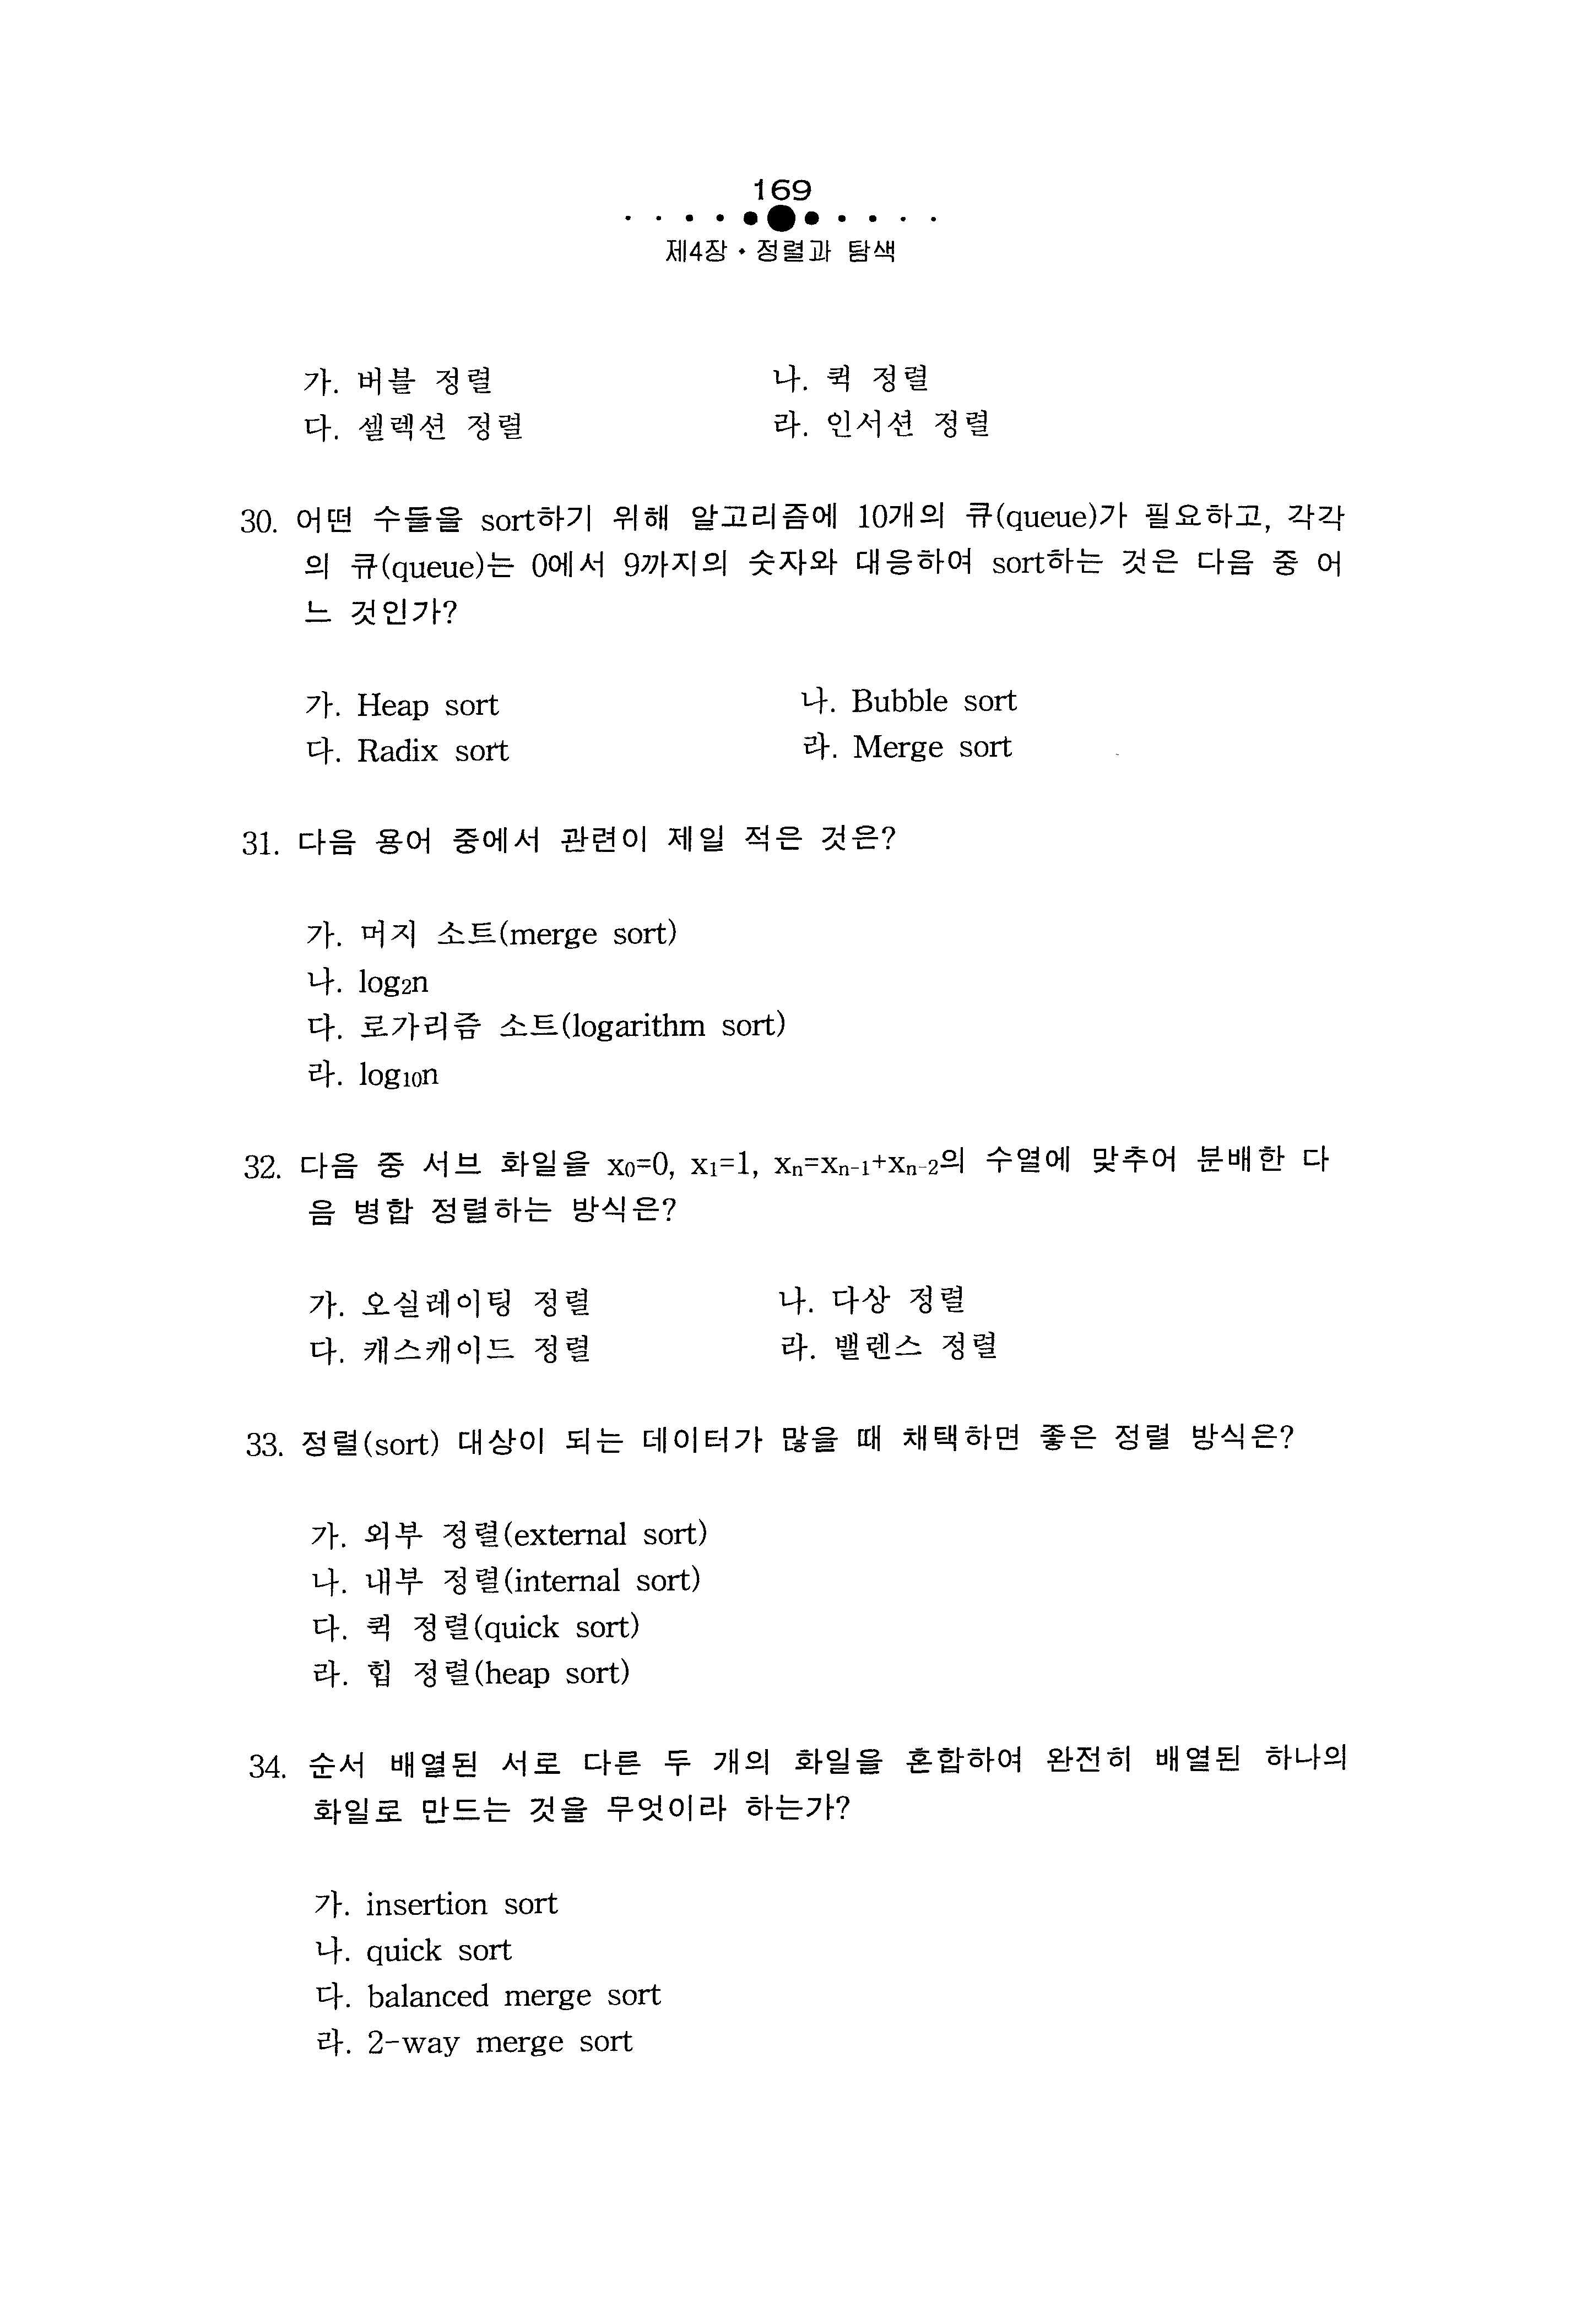 169
제4장 · 정렬과 탐색
가. 버블 정렬 나. 퀵 정렬
다. 셀렉션 정렬 라. 인서션 정렬
30. 어떤 수들을 sort하기 위해 알고리즘에 10개의 큐(queue)가 필요하고, 각각
의 큐(queue)는 0에서 9까지의 숫자와 대응하여 sort하는 것은 다음 중 어
느 것인가?
가. Heap sort 나. Bubble sort
다. Radix sort 라. Merge sort
31. 다음 용어 중에서 관련이 제일 적은 것은?
가. 머지 소트(merge sort)
나. log₂n
다. 로가리즘 소트(logarithm sort)
라. log₁₀n
32. 다음 중 서브 화일을 x₀=0, x₁=1, xₙ=xₙ₋₁+xₙ₋₂의 수열에 맞추어 분배한 다
음 병합 정렬하는 방식은?
가. 오실레이팅 정렬 나. 다상 정렬
다. 캐스캐이드 정렬 라. 밸렌스 정렬
33. 정렬(sort) 대상이 되는 데이터가 많을 때 채택하면 좋은 정렬 방식은?
가. 외부 정렬(external sort)
나. 내부 정렬(internal sort)
다. 퀵 정렬(quick sort)
라. 힙 정렬(heap sort)
34. 순서 배열된 서로 다른 두 개의 화일을 혼합하여 완전히 배열된 하나의
화일로 만드는 것을 무엇이라 하는가?
가. insertion sort
나. quick sort
다. balanced merge sort
라. 2-way merge sort